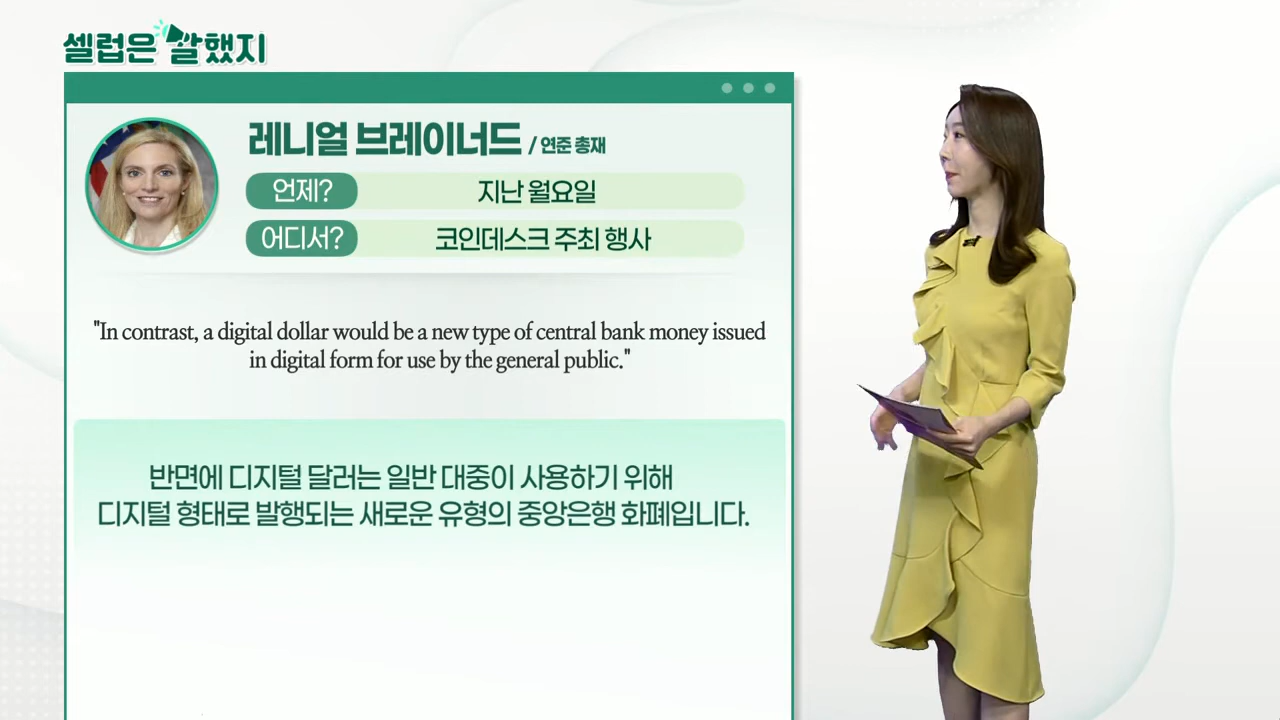 셀럽은 말했지
레니얼 브레이너드 / 연준 총재
언제? 지난 월요일
어디서? 코인데스크 주최 행사
"In contrast, a digital dollar would be a new type of central bank money issued
in digital form for use by the general public."
반면에 디지털 달러는 일반 대중이 사용하기 위해
디지털 형태로 발행되는 새로운 유형의 중앙은행 화폐입니다.